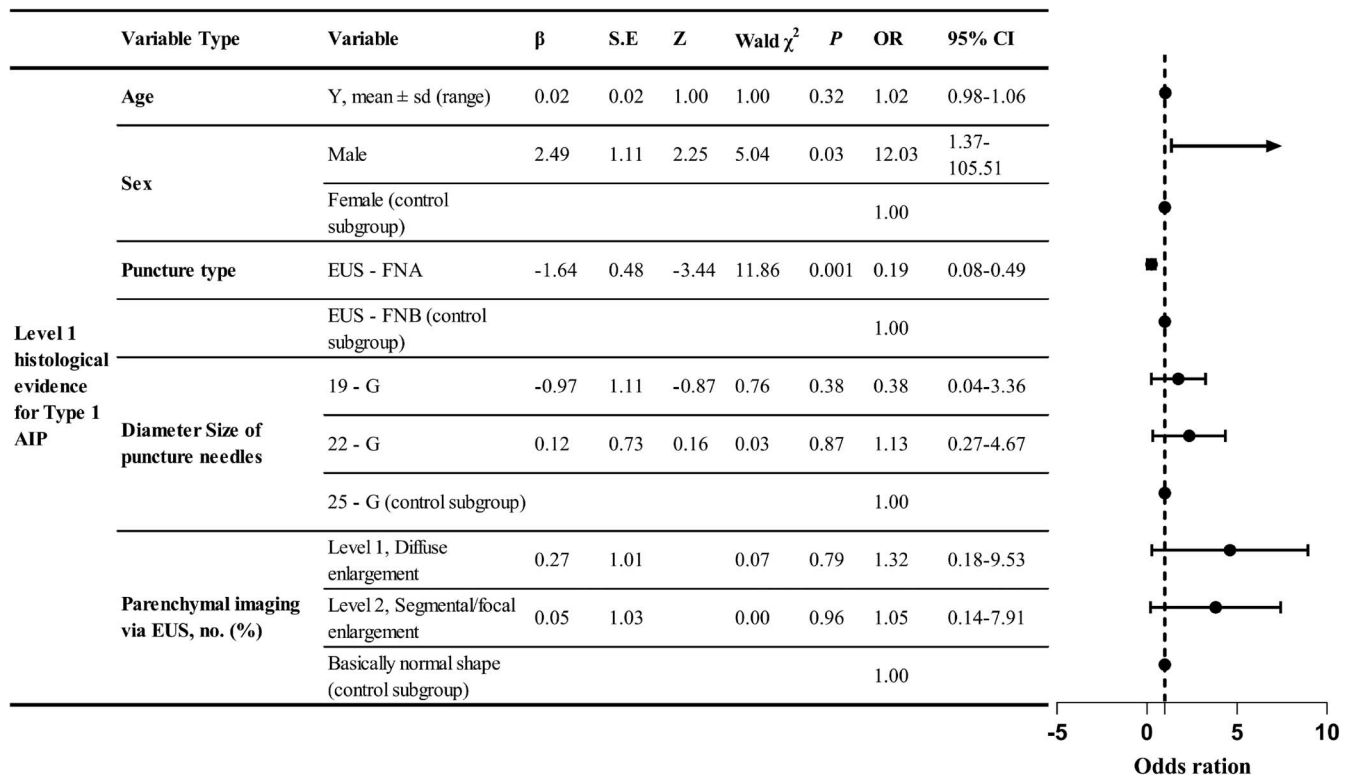 Variable Type Variable β S.E Z Wald χ² P OR 95% CI
Level 1
histological
evidence
for Type 1
AIP
Age Y, mean ± sd (range) 0.02 0.02 1.00 1.00 0.32 1.02 0.98-1.06
Sex
Male 2.49 1.11 2.25 5.04 0.03 12.03 1.37-
105.51
Female (control
subgroup) 1.00
Puncture type EUS - FNA -1.64 0.48 -3.44 11.86 0.001 0.19 0.08-0.49
EUS - FNB (control
subgroup) 1.00
Diameter Size of
puncture needles
19 - G -0.97 1.11 -0.87 0.76 0.38 0.38 0.04-3.36
22 - G 0.12 0.73 0.16 0.03 0.87 1.13 0.27-4.67
25 - G (control subgroup) 1.00
Parenchymal imaging
via EUS, no. (%)
Level 1, Diffuse
enlargement 0.27 1.01 0.07 0.79 1.32 0.18-9.53
Level 2, Segmental/focal
enlargement 0.05 1.03 0.00 0.96 1.05 0.14-7.91
Basically normal shape
(control subgroup) 1.00
-5 0 5 10
Odds ration